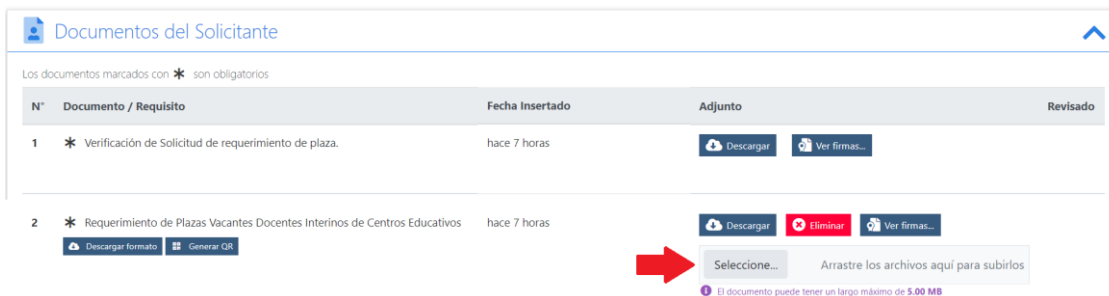 Documentos del Solicitante
Los documentos marcados con * son obligatorios
N° Documento / Requisito Fecha Insertado Adjunto Revisado
1 * Verificación de Solicitud de requerimiento de plaza. hace 7 horas Descargar Ver firmas...
2 * Requerimiento de Plazas Vacantes Docentes Interinos de Centros Educativos hace 7 horas Descargar Eliminar Ver firmas...
Descargar formato Generar QR
Seleccione... Arrastre los archivos aquí para subirlos
El documento puede tener un largo máximo de 5.00 MB